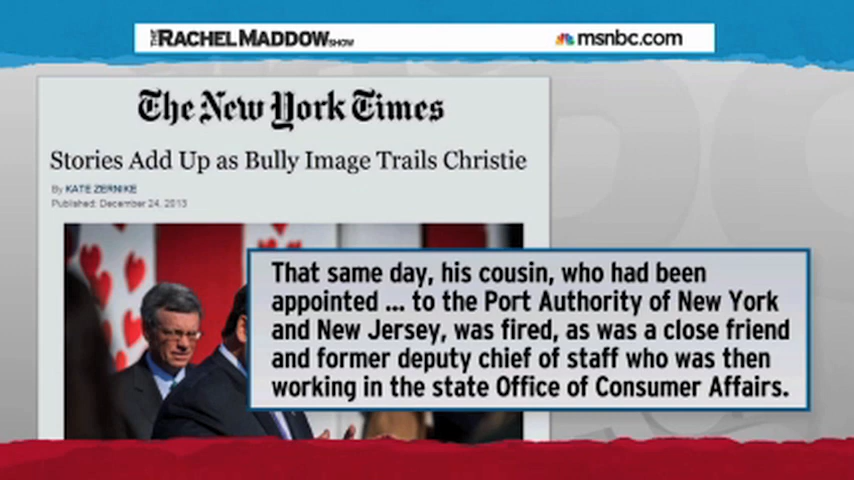 THE RACHEL MADDOW SHOW
msnbc.com
The New York Times
Stories Add Up as Bully Image Trails Christie
By KATE ZERNIKE
Published: December 24, 2013
That same day, his cousin, who had been
appointed ... to the Port Authority of New York
and New Jersey, was fired, as was a close friend
and former deputy chief of staff who was then
working in the state Office of Consumer Affairs.